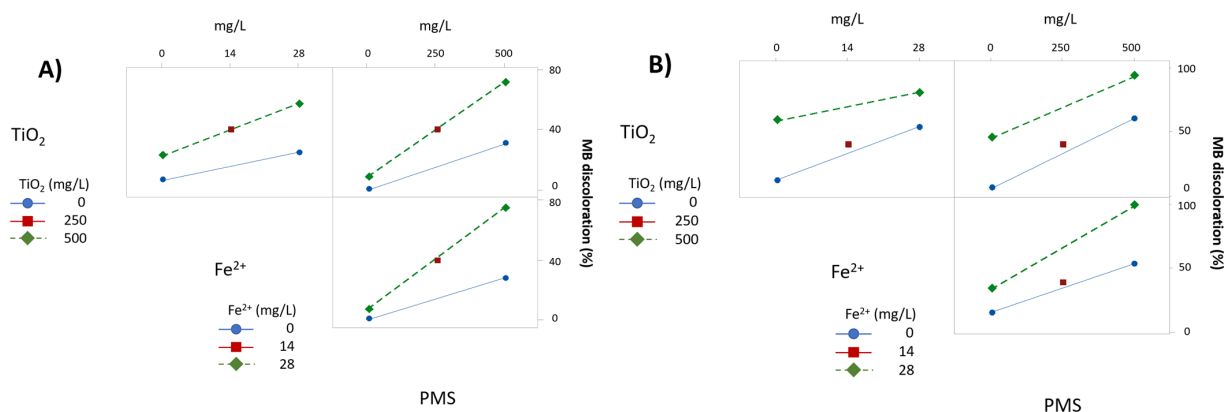 A)
mg/L
mg/L
0 14 28
0 250 500
TiO₂
TiO₂ (mg/L)
0
250
500
80
40
0
80
40
0
MB discoloration (%)
Fe²⁺
Fe²⁺ (mg/L)
0
14
28
PMS
B)
mg/L
mg/L
0 14 28
0 250 500
TiO₂
TiO₂ (mg/L)
0
250
500
100
50
0
100
50
0
MB discoloration (%)
Fe²⁺
Fe²⁺ (mg/L)
0
14
28
PMS